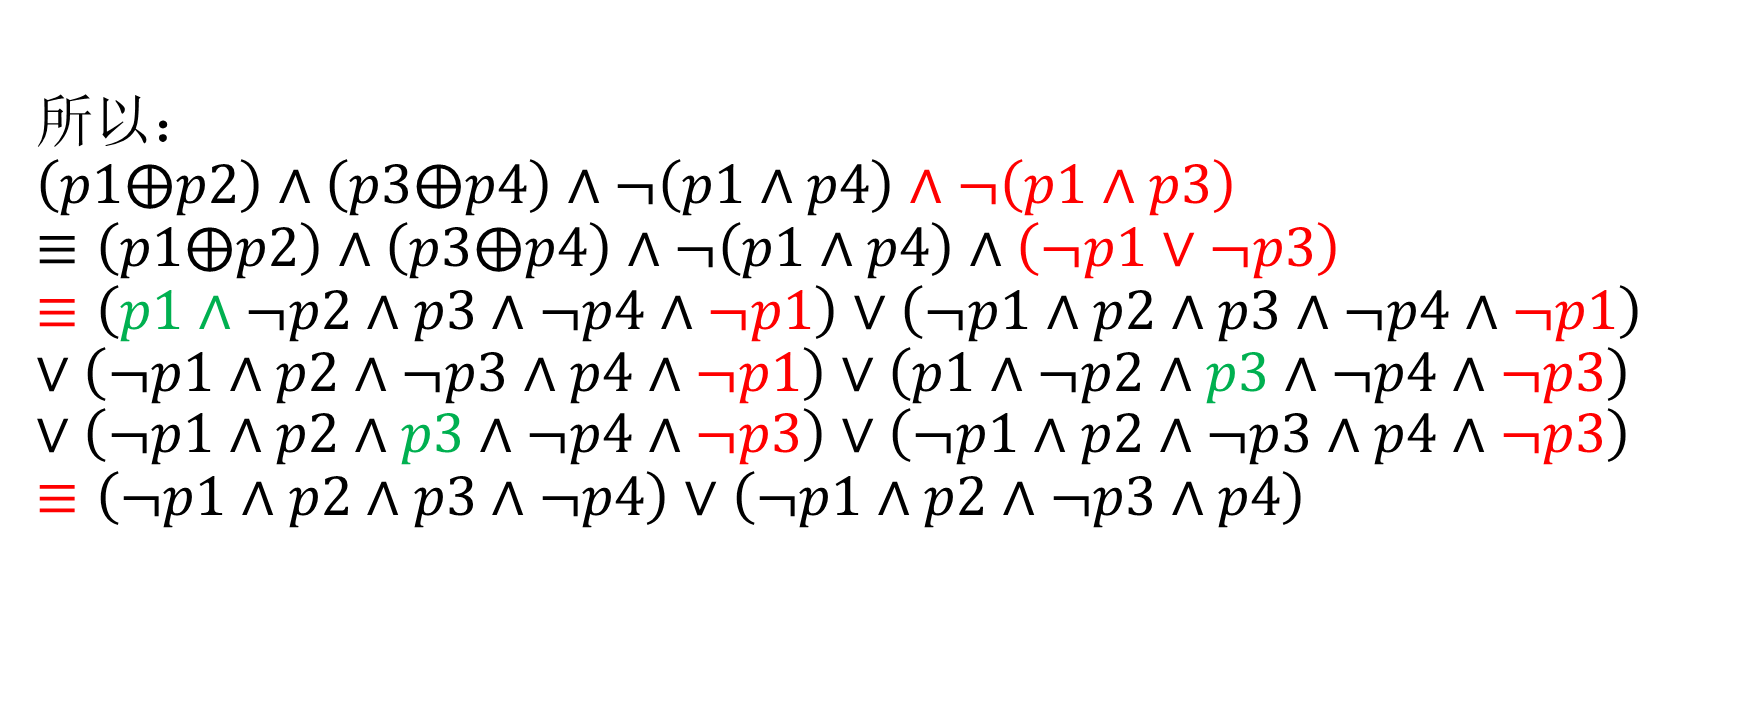 所以：
(p1⊕p2) ∧ (p3⊕p4) ∧ ¬(p1 ∧ p4) ∧ ¬(p1 ∧ p3)
≡ (p1⊕p2) ∧ (p3⊕p4) ∧ ¬(p1 ∧ p4) ∧ (¬p1 ∨ ¬p3)
≡ (p1 ∧ ¬p2 ∧ p3 ∧ ¬p4 ∧ ¬p1) ∨ (¬p1 ∧ p2 ∧ p3 ∧ ¬p4 ∧ ¬p1)
∨ (¬p1 ∧ p2 ∧ ¬p3 ∧ p4 ∧ ¬p1) ∨ (p1 ∧ ¬p2 ∧ p3 ∧ ¬p4 ∧ ¬p3)
∨ (¬p1 ∧ p2 ∧ p3 ∧ ¬p4 ∧ ¬p3) ∨ (¬p1 ∧ p2 ∧ ¬p3 ∧ p4 ∧ ¬p3)
≡ (¬p1 ∧ p2 ∧ p3 ∧ ¬p4) ∨ (¬p1 ∧ p2 ∧ ¬p3 ∧ p4)